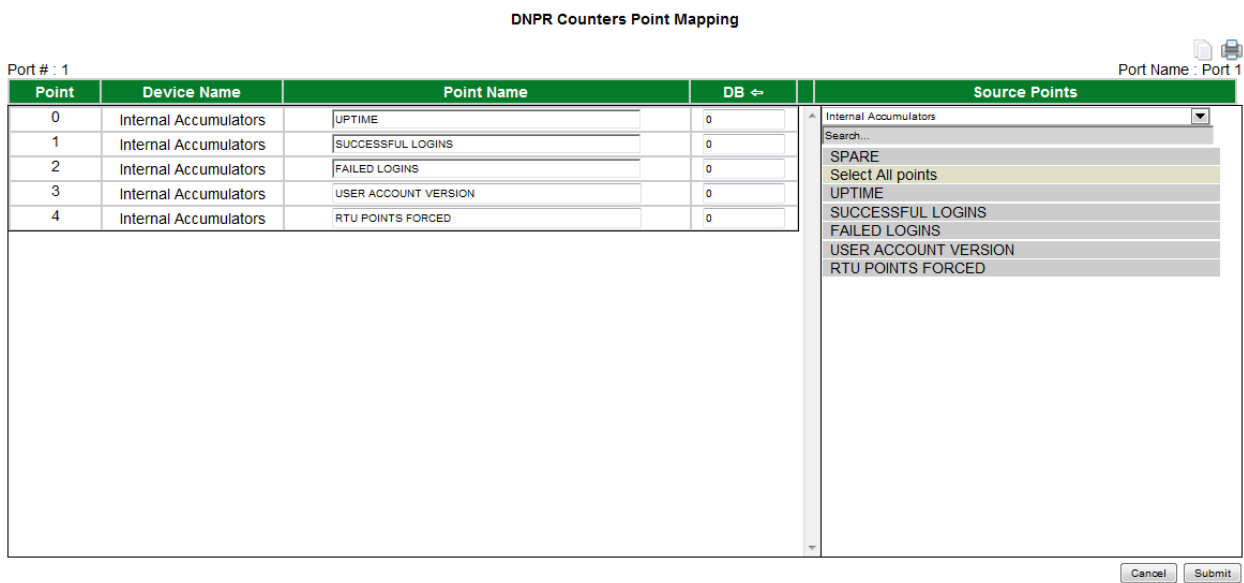 DNPR Counters Point Mapping
Port # : 1
Port Name : Port 1
Point Device Name Point Name DB ⇐ Source Points
0 Internal Accumulators UPTIME 0
1 Internal Accumulators SUCCESSFUL LOGINS 0
2 Internal Accumulators FAILED LOGINS 0
3 Internal Accumulators USER ACCOUNT VERSION 0
4 Internal Accumulators RTU POINTS FORCED 0
Internal Accumulators
Search...
SPARE
Select All points
UPTIME
SUCCESSFUL LOGINS
FAILED LOGINS
USER ACCOUNT VERSION
RTU POINTS FORCED
Cancel Submit